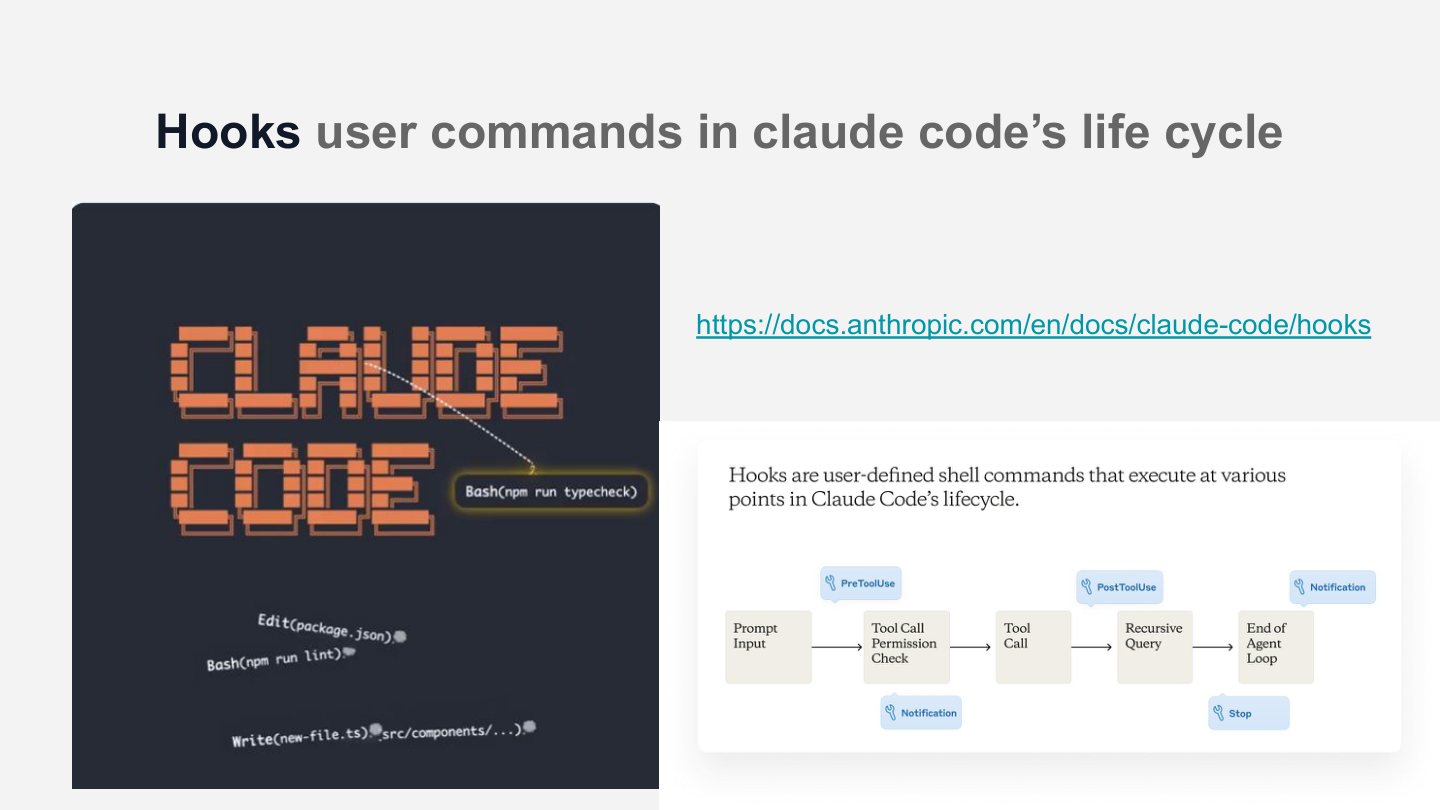 Hooks user commands in claude code’s life cycle
CLAUDE
CODE
Bash(npm run typecheck)
Edit(package.json)
Bash(npm run lint)
Write(new-file.ts) src/components/...)
https://docs.anthropic.com/en/docs/claude-code/hooks
Hooks are user-defined shell commands that execute at various
points in Claude Code’s lifecycle.
PreToolUse
PostToolUse
Notification
Prompt
Input
Tool Call
Permission
Check
Tool
Call
Recursive
Query
End of
Agent
Loop
Notification
Stop